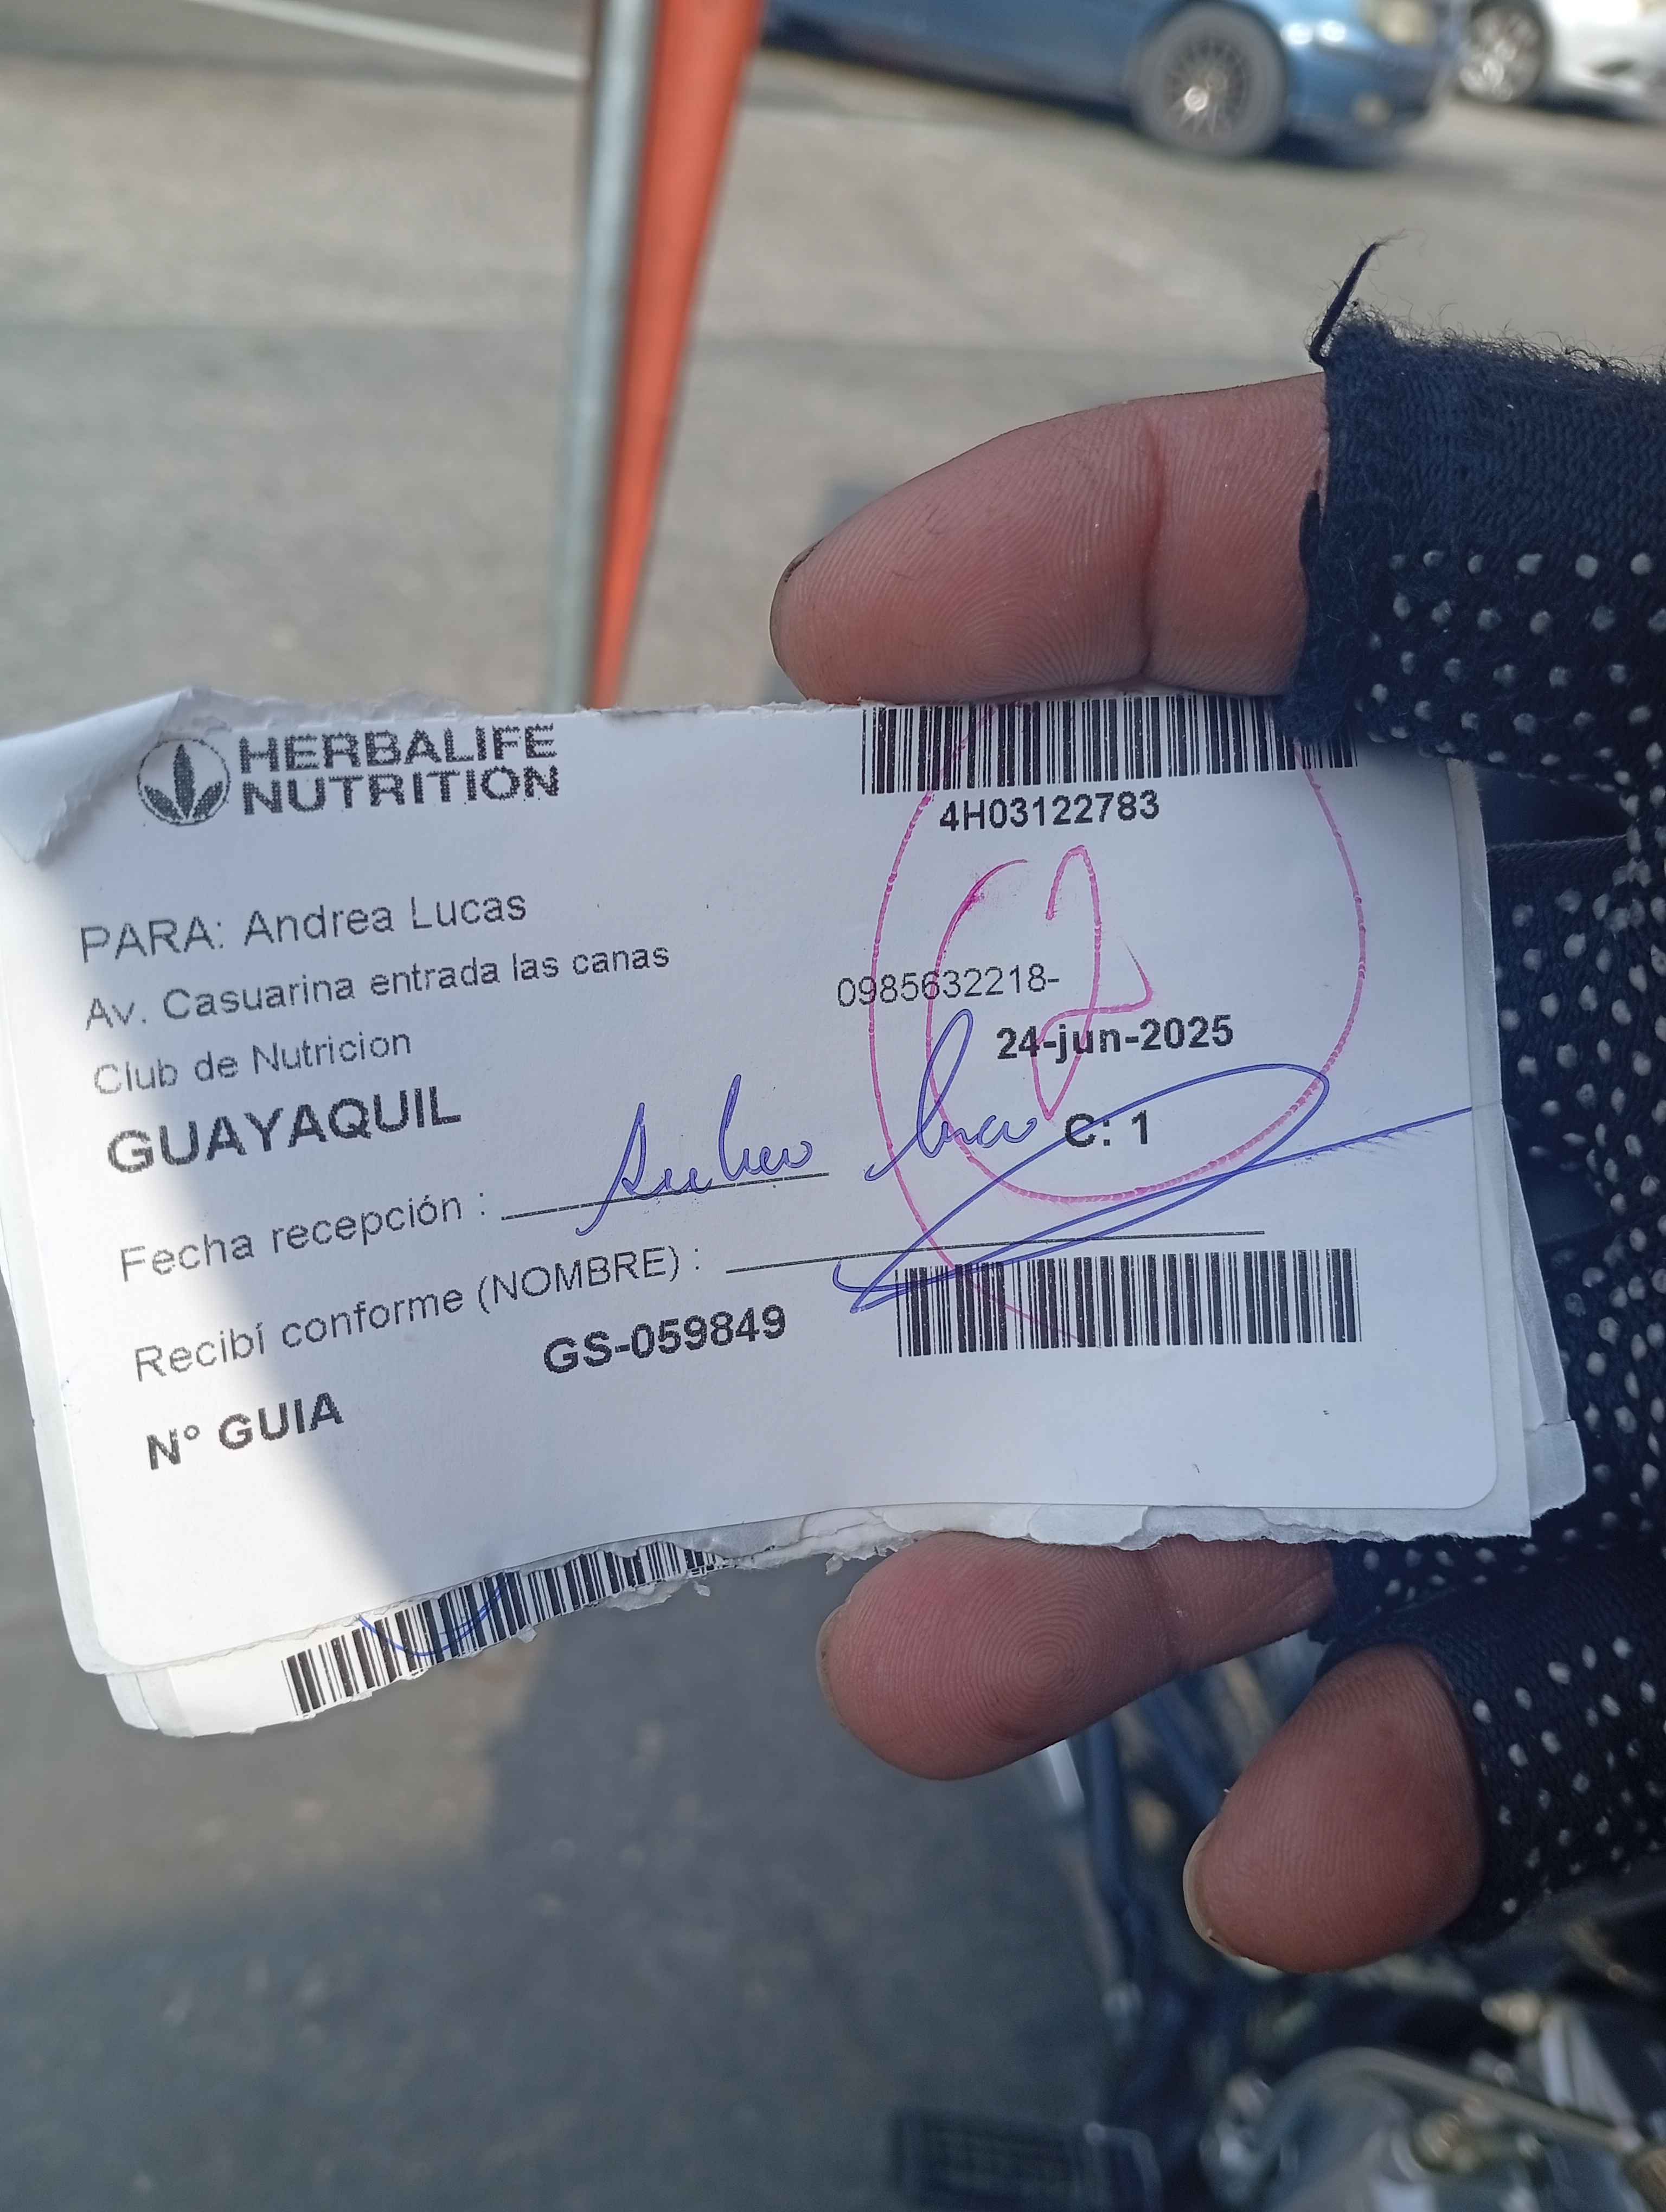 HERBALIFE
NUTRITION
4H03122783
PARA: Andrea Lucas
Av. Casuarina entrada las canas
0985632218-
Club de Nutricion
24-jun-2025
GUAYAQUIL
C: 1
Fecha recepción :
Recibí conforme (NOMBRE) :
N° GUIA
GS-059849